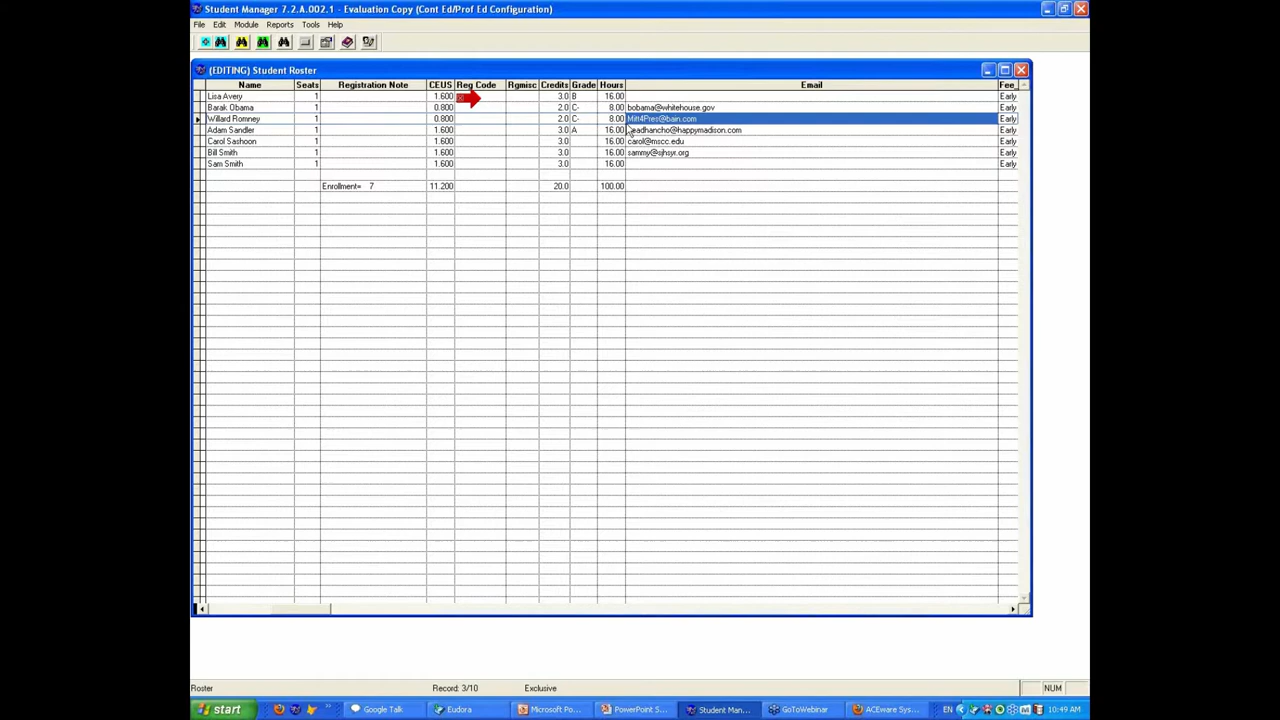 Student Manager 7.2.A.002.1 - Evaluation Copy (Cont Ed/Prof Ed Configuration)
File Edit Module Reports Tools Help
(EDITING) Student Roster
Name Seats Registration Note CEUS Reg Code Rgmisc Credits Grade Hours Email Fee_
Lisa Avery 1 1.600 3.0 B 16.00 Early
Barak Obama 1 0.800 2.0 C- 8.00 bobama@whitehouse.gov Early
Willard Romney 1 0.800 2.0 C- 8.00 Mitt4Pres@bain.com Early
Adam Sandler 1 1.600 3.0 A 16.00 headhancho@happymadison.com Early
Carol Sashoon 1 1.600 3.0 16.00 carol@mscc.edu Early
Bill Smith 1 1.600 3.0 16.00 sammy@sjhsyr.org Early
Sam Smith 1 1.600 3.0 16.00 Early
Enrollment= 7 11.200 20.0 100.00
Roster Record: 3/10 Exclusive NUM
start » Google Talk Eudora Microsoft Po... PowerPoint S... Student Man... GoToWebinar ACEware Sys... EN 10:49 AM